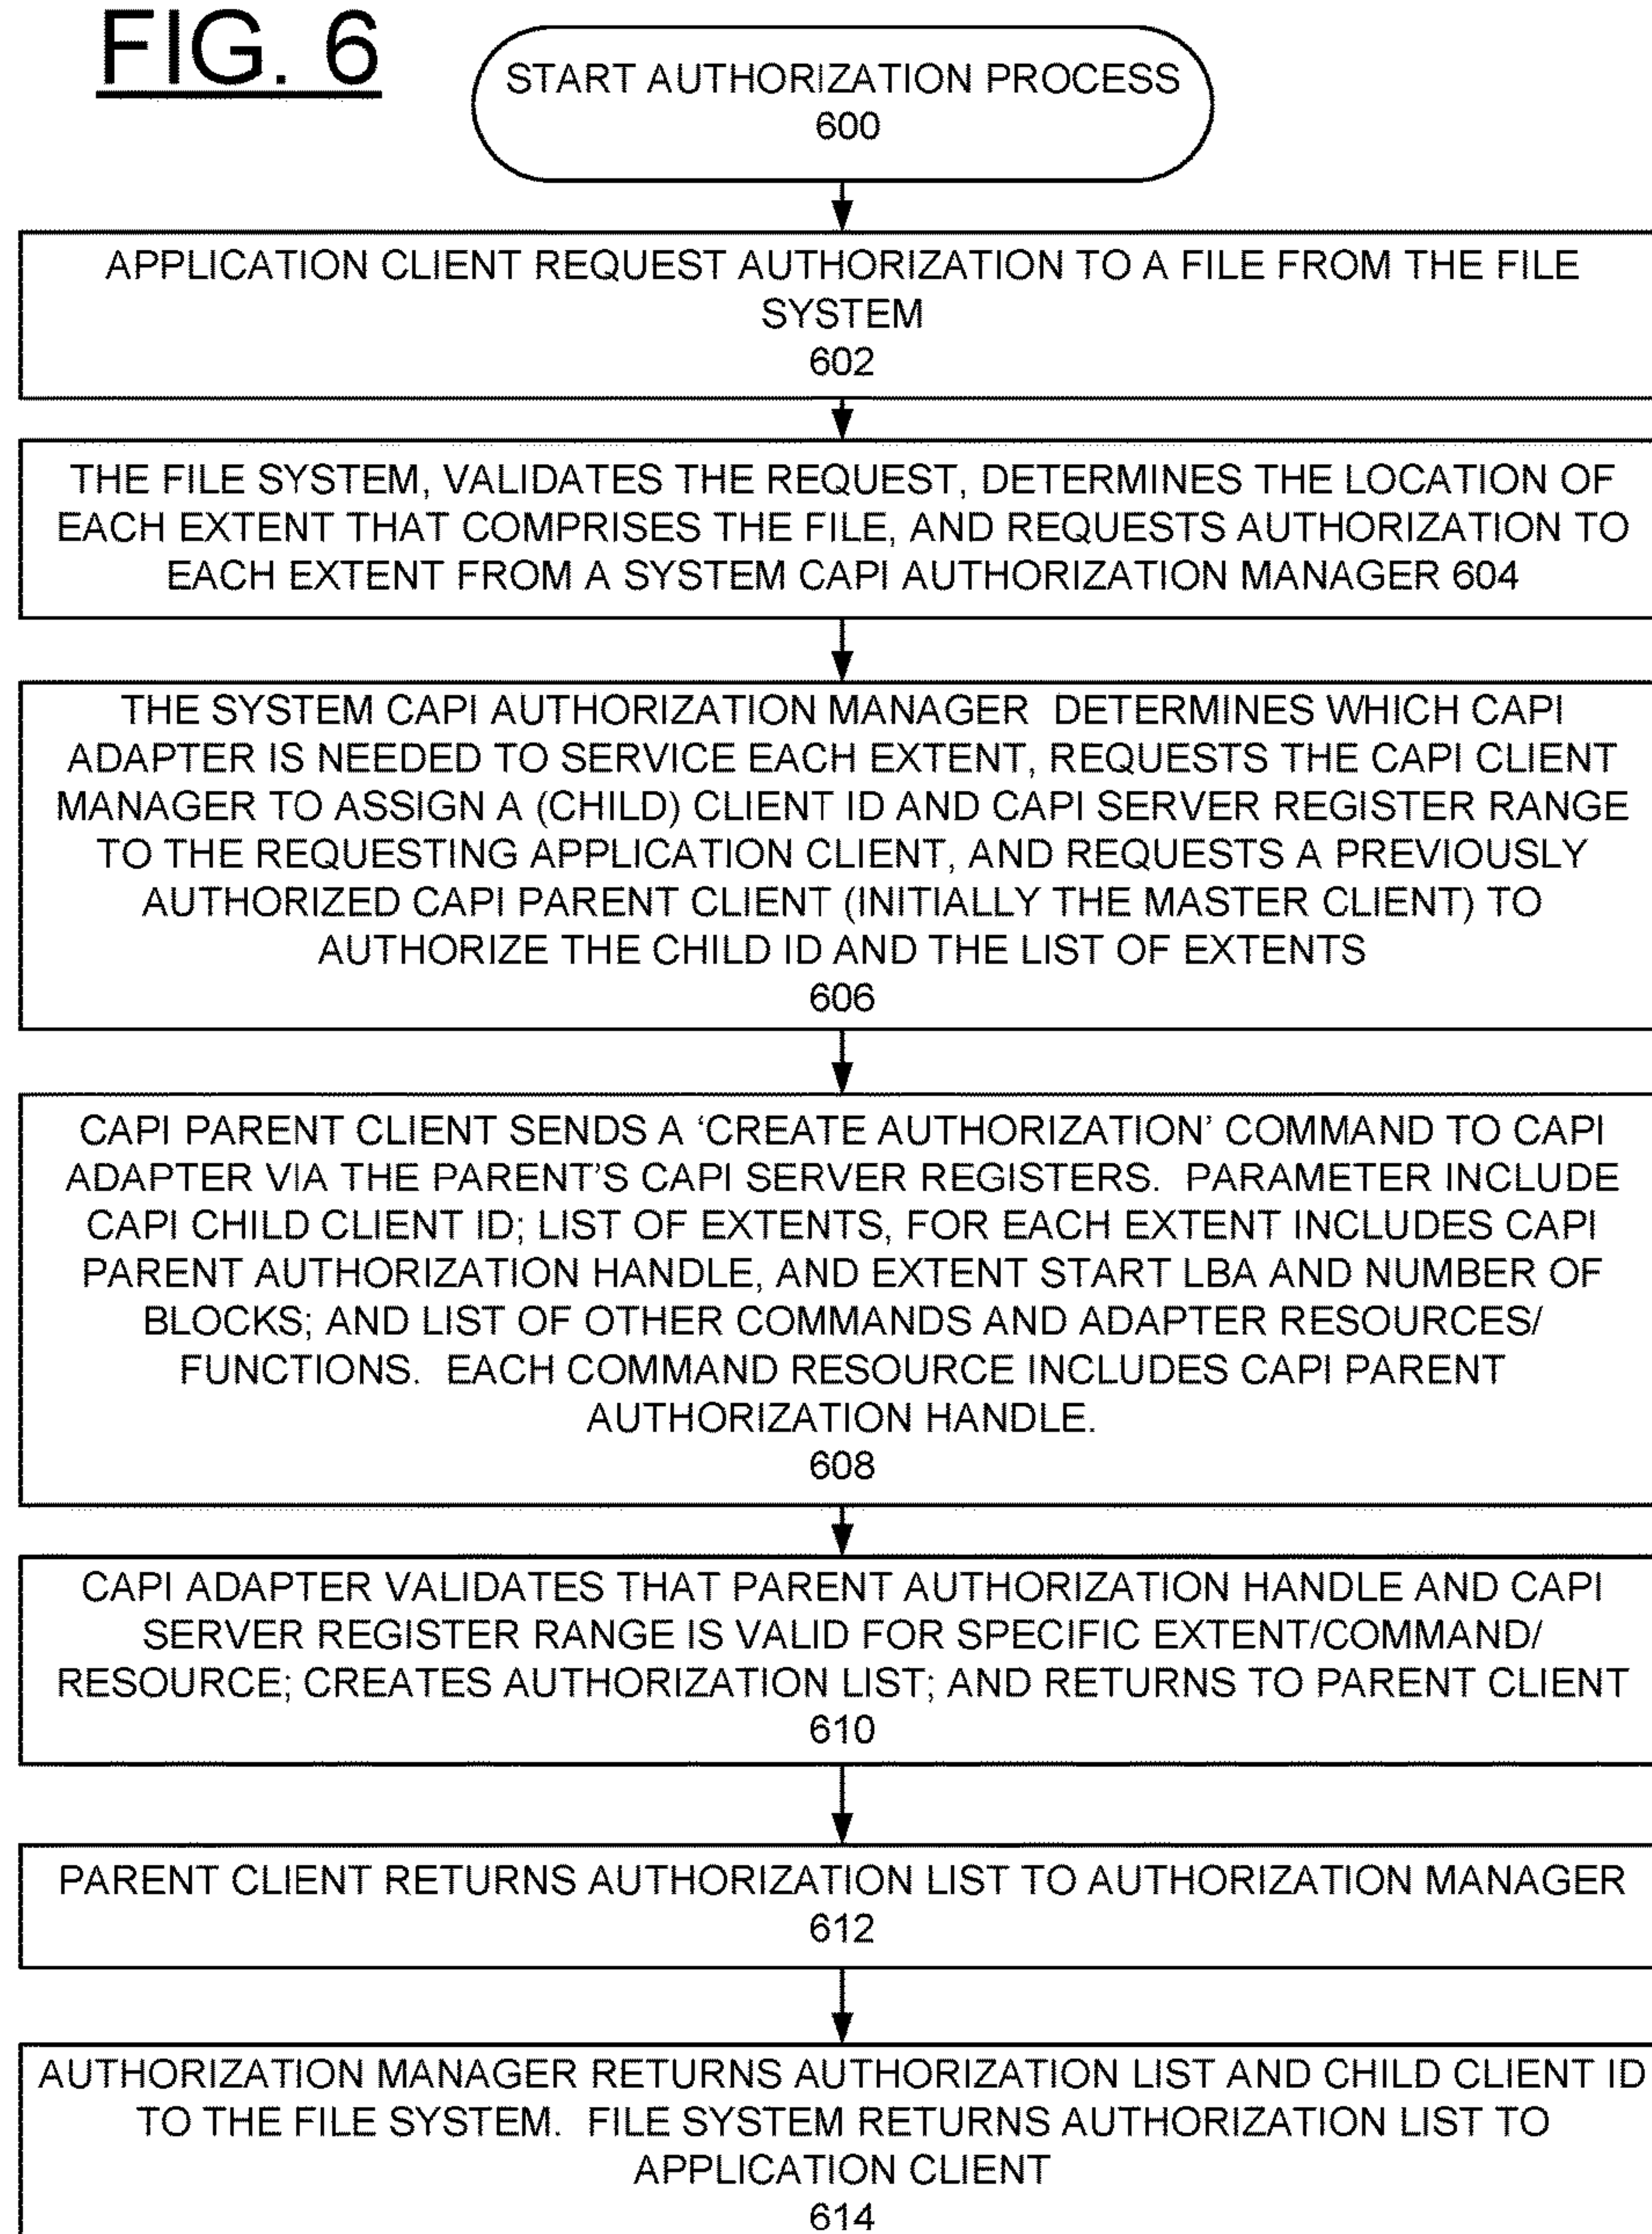 FIG. 6
START AUTHORIZATION PROCESS
600
APPLICATION CLIENT REQUEST AUTHORIZATION TO A FILE FROM THE FILE
SYSTEM
602
THE FILE SYSTEM, VALIDATES THE REQUEST, DETERMINES THE LOCATION OF
EACH EXTENT THAT COMPRISES THE FILE, AND REQUESTS AUTHORIZATION TO
EACH EXTENT FROM A SYSTEM CAPI AUTHORIZATION MANAGER 604
THE SYSTEM CAPI AUTHORIZATION MANAGER DETERMINES WHICH CAPI
ADAPTER IS NEEDED TO SERVICE EACH EXTENT, REQUESTS THE CAPI CLIENT
MANAGER TO ASSIGN A (CHILD) CLIENT ID AND CAPI SERVER REGISTER RANGE
TO THE REQUESTING APPLICATION CLIENT, AND REQUESTS A PREVIOUSLY
AUTHORIZED CAPI PARENT CLIENT (INITIALLY THE MASTER CLIENT) TO
AUTHORIZE THE CHILD ID AND THE LIST OF EXTENTS
606
CAPI PARENT CLIENT SENDS A ‘CREATE AUTHORIZATION’ COMMAND TO CAPI
ADAPTER VIA THE PARENT’S CAPI SERVER REGISTERS. PARAMETER INCLUDE
CAPI CHILD CLIENT ID; LIST OF EXTENTS, FOR EACH EXTENT INCLUDES CAPI
PARENT AUTHORIZATION HANDLE, AND EXTENT START LBA AND NUMBER OF
BLOCKS; AND LIST OF OTHER COMMANDS AND ADAPTER RESOURCES/
FUNCTIONS. EACH COMMAND RESOURCE INCLUDES CAPI PARENT
AUTHORIZATION HANDLE.
608
CAPI ADAPTER VALIDATES THAT PARENT AUTHORIZATION HANDLE AND CAPI
SERVER REGISTER RANGE IS VALID FOR SPECIFIC EXTENT/COMMAND/
RESOURCE; CREATES AUTHORIZATION LIST; AND RETURNS TO PARENT CLIENT
610
PARENT CLIENT RETURNS AUTHORIZATION LIST TO AUTHORIZATION MANAGER
612
AUTHORIZATION MANAGER RETURNS AUTHORIZATION LIST AND CHILD CLIENT ID
TO THE FILE SYSTEM. FILE SYSTEM RETURNS AUTHORIZATION LIST TO
APPLICATION CLIENT
614